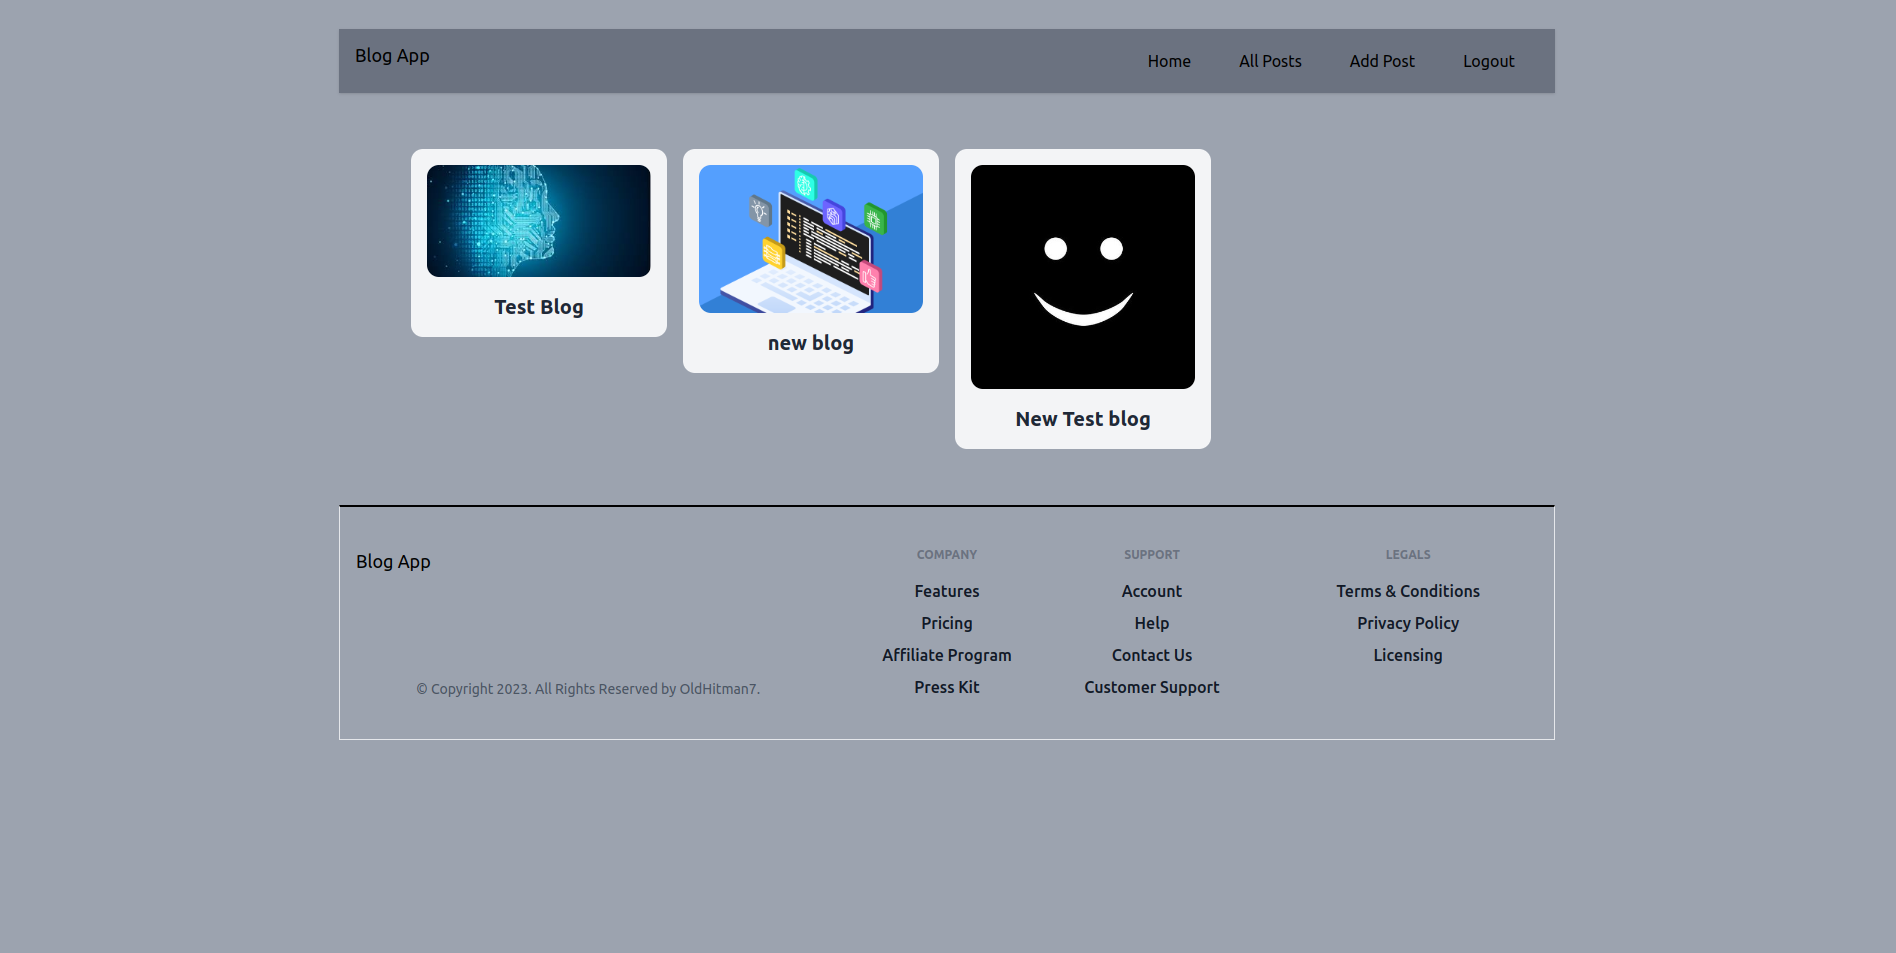 Blog App
Home All Posts Add Post Logout
Test Blog
new blog
New Test blog
Blog App
© Copyright 2023. All Rights Reserved by OldHitman7.
COMPANY
Features
Pricing
Affiliate Program
Press Kit
SUPPORT
Account
Help
Contact Us
Customer Support
LEGALS
Terms & Conditions
Privacy Policy
Licensing